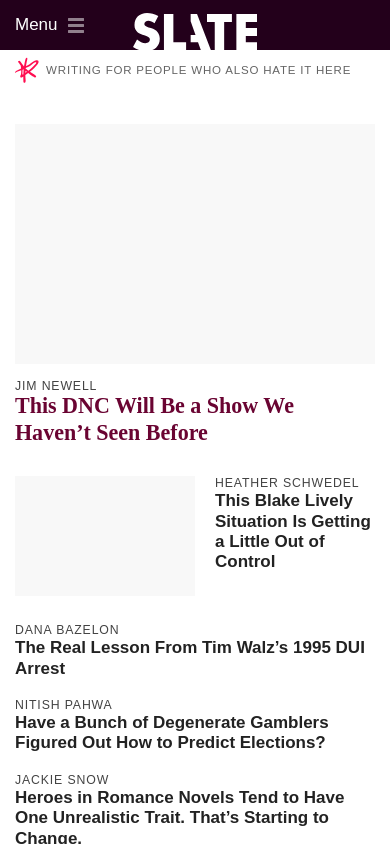 Menu
SLATE
WRITING FOR PEOPLE WHO ALSO HATE IT HERE
JIM NEWELL
This DNC Will Be a Show We
Haven’t Seen Before
HEATHER SCHWEDEL
This Blake Lively
Situation Is Getting
a Little Out of
Control
DANA BAZELON
The Real Lesson From Tim Walz’s 1995 DUI
Arrest
NITISH PAHWA
Have a Bunch of Degenerate Gamblers
Figured Out How to Predict Elections?
JACKIE SNOW
Heroes in Romance Novels Tend to Have
One Unrealistic Trait. That’s Starting to
Change.